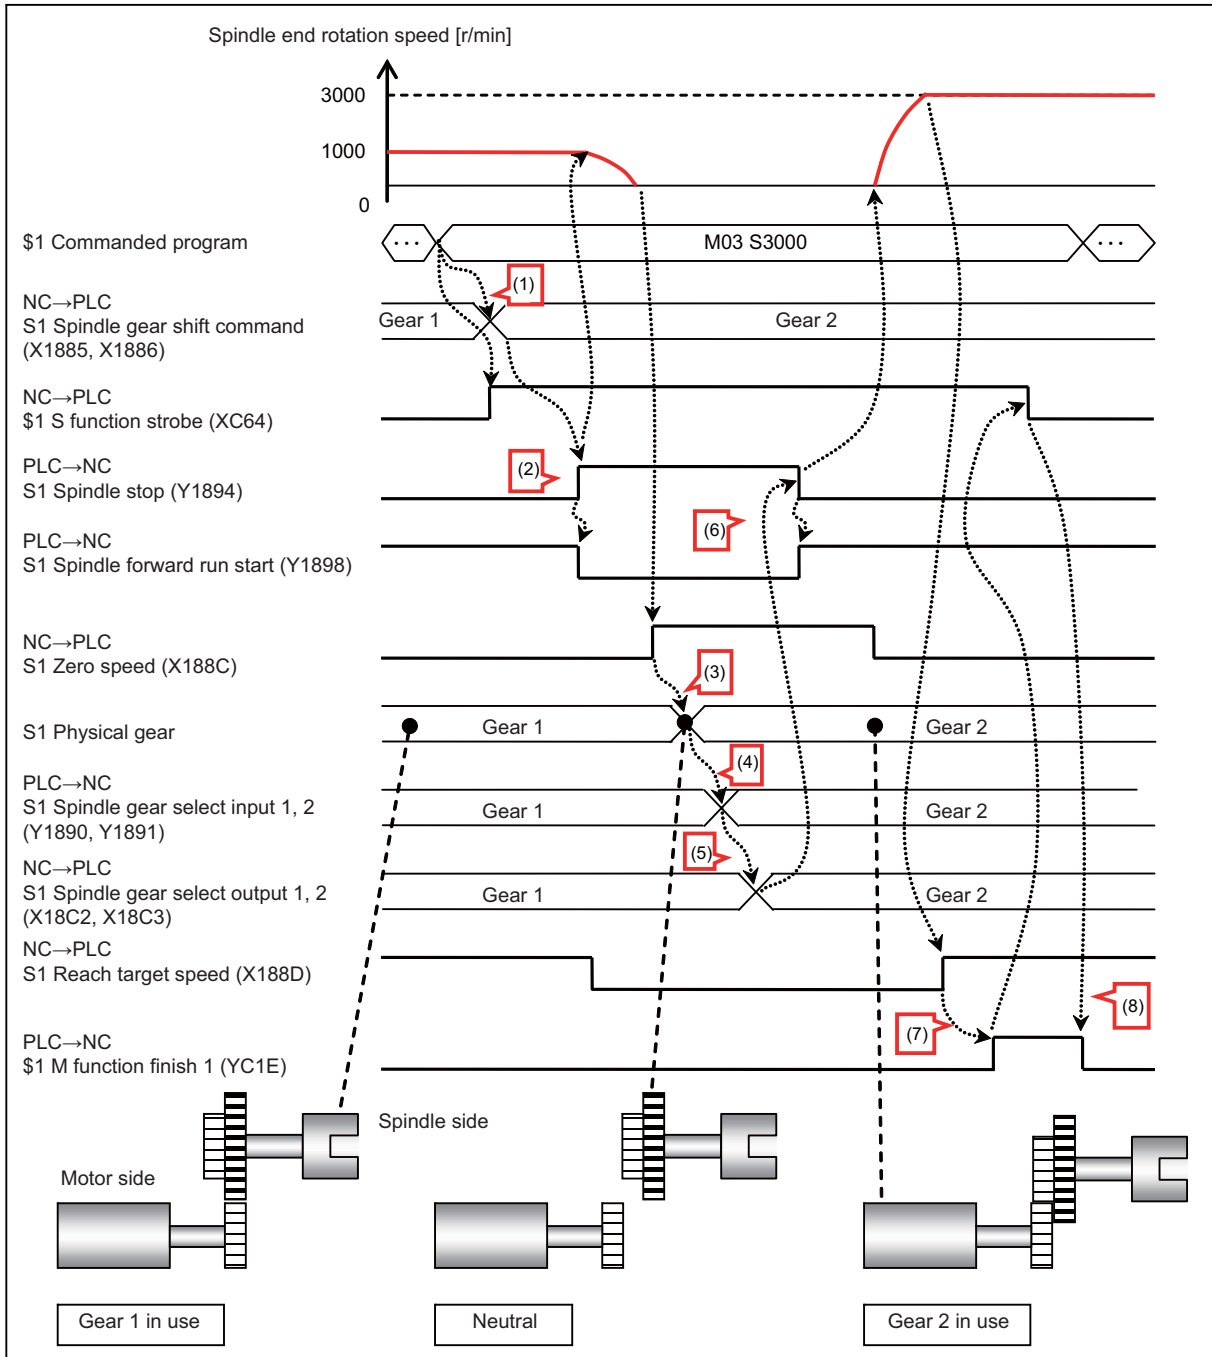 Spindle end rotation speed [r/min]
3000
1000
0
$1 Commanded program
··· M03 S3000 ···
(1)
NC→PLC
S1 Spindle gear shift command
(X1885, X1886)
Gear 1 Gear 2
NC→PLC
$1 S function strobe (XC64)
PLC→NC
S1 Spindle stop (Y1894)
(2)
(6)
PLC→NC
S1 Spindle forward run start (Y1898)
NC→PLC
S1 Zero speed (X188C)
(3)
S1 Physical gear
Gear 1 Gear 2
(4)
PLC→NC
S1 Spindle gear select input 1, 2
(Y1890, Y1891)
Gear 1 Gear 2
(5)
NC→PLC
S1 Spindle gear select output 1, 2
(X18C2, X18C3)
Gear 1 Gear 2
NC→PLC
S1 Reach target speed (X188D)
(7)
(8)
PLC→NC
$1 M function finish 1 (YC1E)
Spindle side
Motor side
Gear 1 in use
Neutral
Gear 2 in use